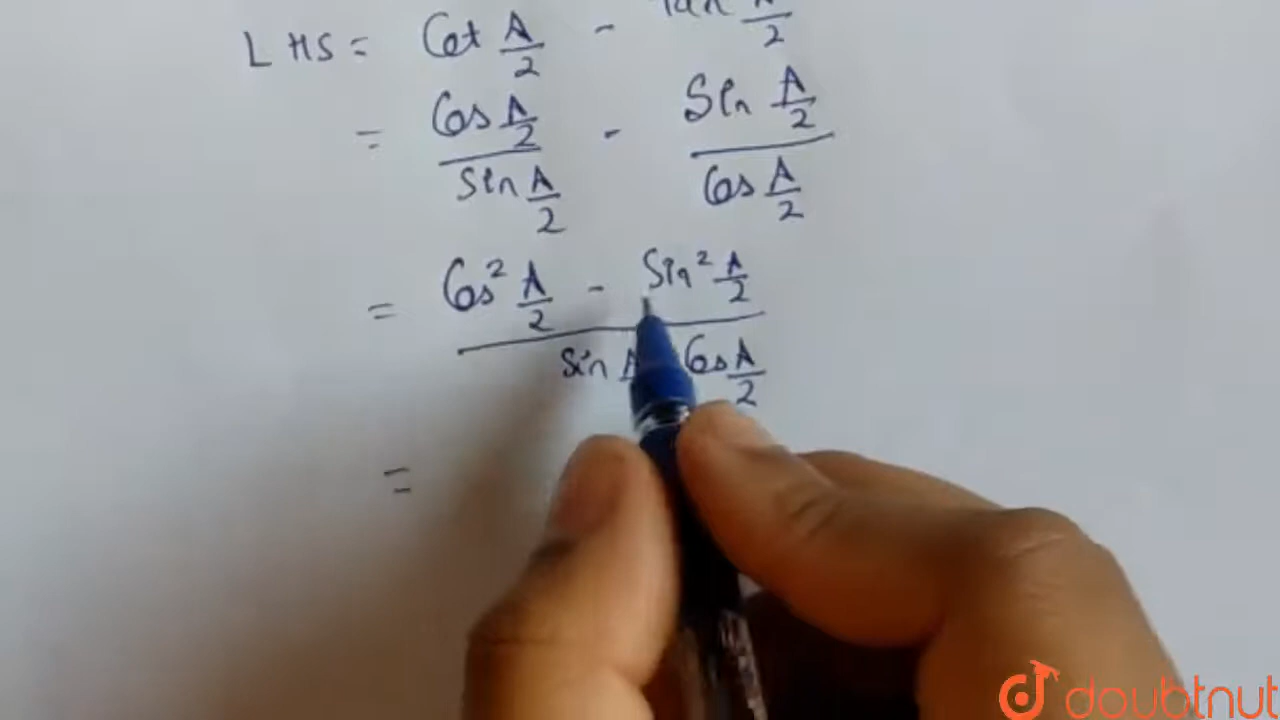 LHS = Cot A/2 - tan A/2
= Cos A/2 / Sin A/2 - Sin A/2 / Cos A/2
= Cos² A/2 - Sin² A/2 / Sin A Cos A/2
=
doubtnut